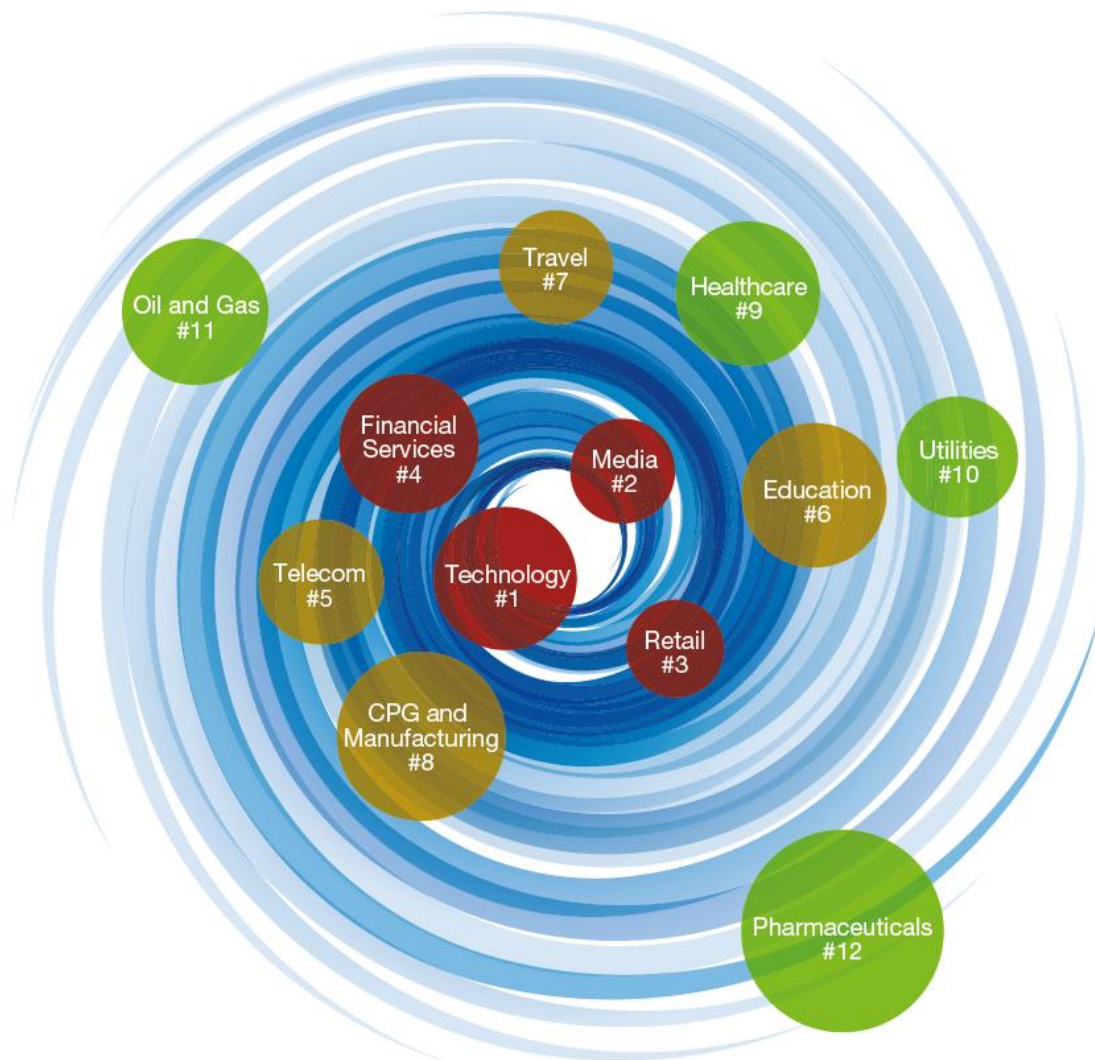 Travel
#7
Healthcare
#9
Oil and Gas
#11
Financial
Services
#4
Media
#2
Utilities
#10
Education
#6
Telecom
#5
Technology
#1
Retail
#3
CPG and
Manufacturing
#8
Pharmaceuticals
#12